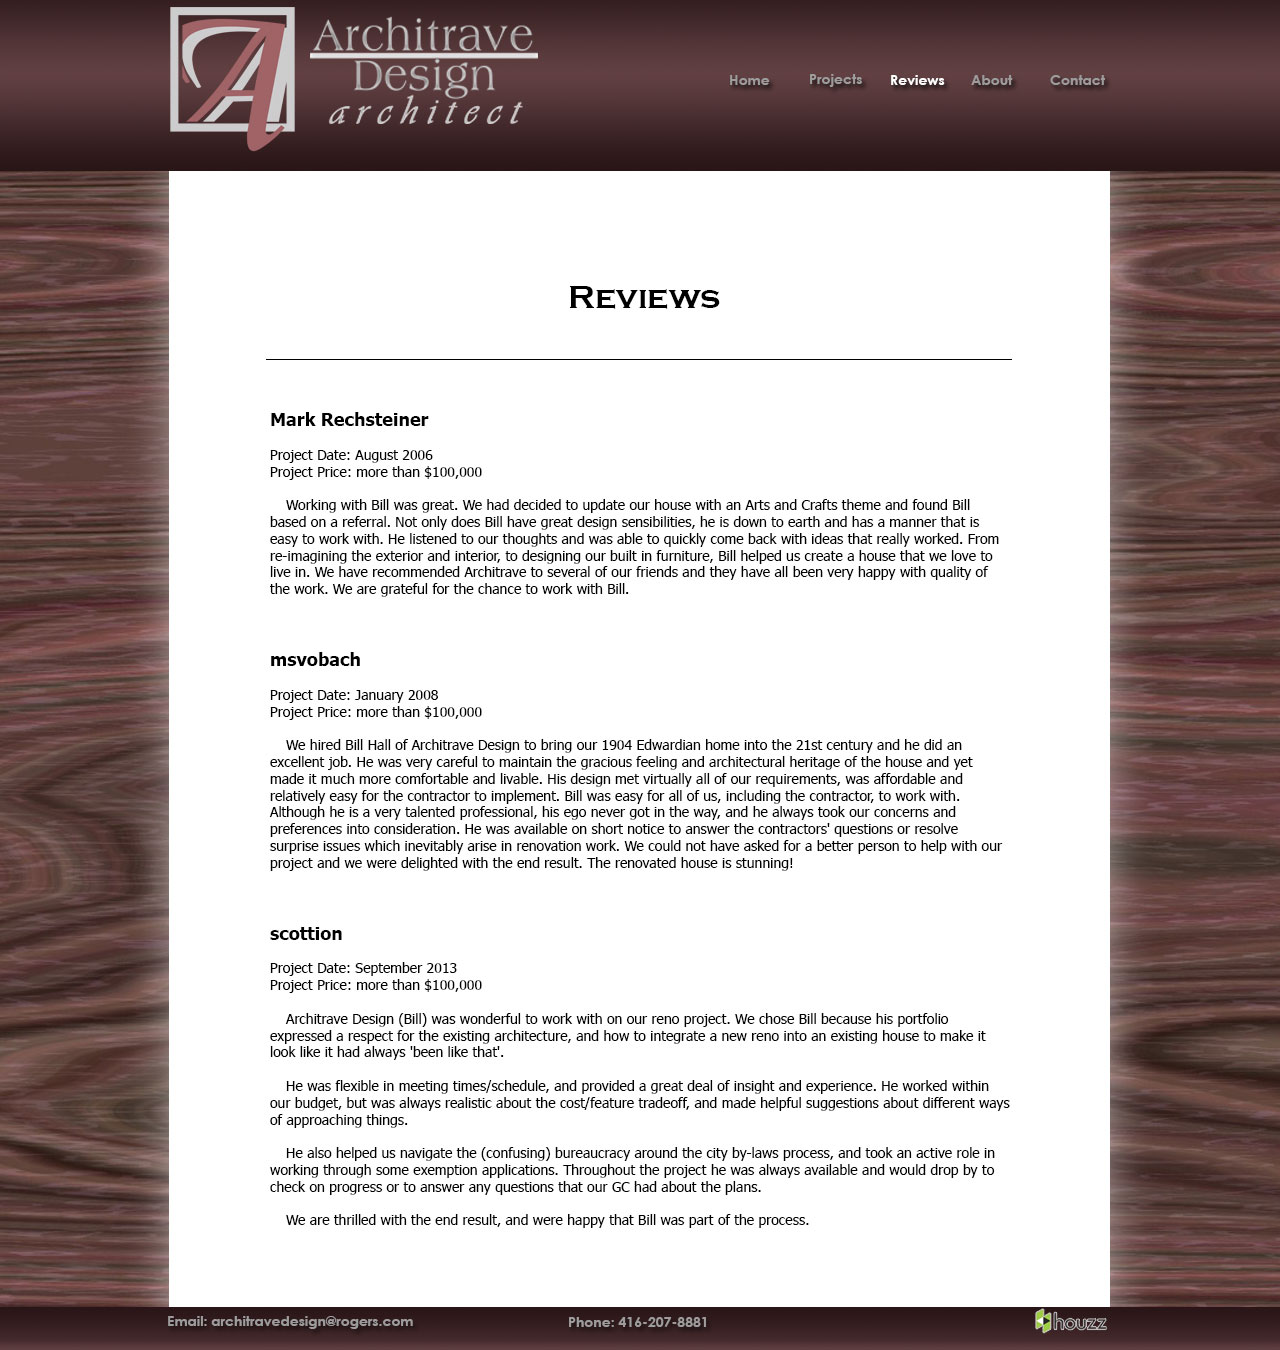 Architrave
Design
architect
Home Projects Reviews About Contact
Reviews
Mark Rechsteiner
Project Date: August 2006
Project Price: more than $100,000
Working with Bill was great. We had decided to update our house with an Arts and Crafts theme and found Bill
based on a referral. Not only does Bill have great design sensibilities, he is down to earth and has a manner that is
easy to work with. He listened to our thoughts and was able to quickly come back with ideas that really worked. From
re-imagining the exterior and interior, to designing our built in furniture, Bill helped us create a house that we love to
live in. We have recommended Architrave to several of our friends and they have all been very happy with quality of
the work. We are grateful for the chance to work with Bill.
msvobach
Project Date: January 2008
Project Price: more than $100,000
We hired Bill Hall of Architrave Design to bring our 1904 Edwardian home into the 21st century and he did an
excellent job. He was very careful to maintain the gracious feeling and architectural heritage of the house and yet
made it much more comfortable and livable. His design met virtually all of our requirements, was affordable and
relatively easy for the contractor to implement. Bill was easy for all of us, including the contractor, to work with.
Although he is a very talented professional, his ego never got in the way, and he always took our concerns and
preferences into consideration. He was available on short notice to answer the contractors' questions or resolve
surprise issues which inevitably arise in renovation work. We could not have asked for a better person to help with our
project and we were delighted with the end result. The renovated house is stunning!
scottion
Project Date: September 2013
Project Price: more than $100,000
Architrave Design (Bill) was wonderful to work with on our reno project. We chose Bill because his portfolio
expressed a respect for the existing architecture, and how to integrate a new reno into an existing house to make it
look like it had always 'been like that'.
He was flexible in meeting times/schedule, and provided a great deal of insight and experience. He worked within
our budget, but was always realistic about the cost/feature tradeoff, and made helpful suggestions about different ways
of approaching things.
He also helped us navigate the (confusing) bureaucracy around the city by-laws process, and took an active role in
working through some exemption applications. Throughout the project he was always available and would drop by to
check on progress or to answer any questions that our GC had about the plans.
We are thrilled with the end result, and were happy that Bill was part of the process.
Email: architravedesign@rogers.com Phone: 416-207-8881 houzz